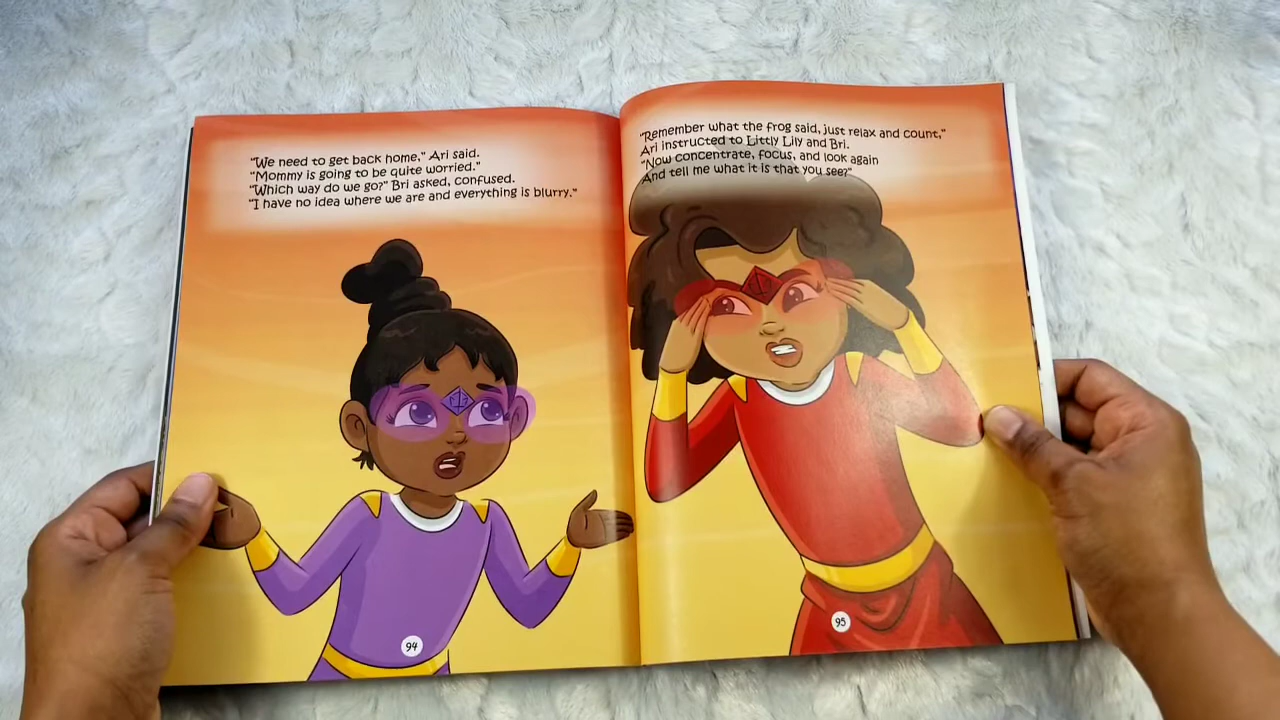 "We need to get back home," Ari said.
"Mommy is going to be quite worried."
"Which way do we go?" Bri asked, confused.
"I have no idea where we are and everything is blurry."
94
"Remember what the frog said, just relax and count,"
Ari instructed to Littly Lily and Bri.
"Now concentrate, focus, and look again
And tell me what it is that you see?"
95